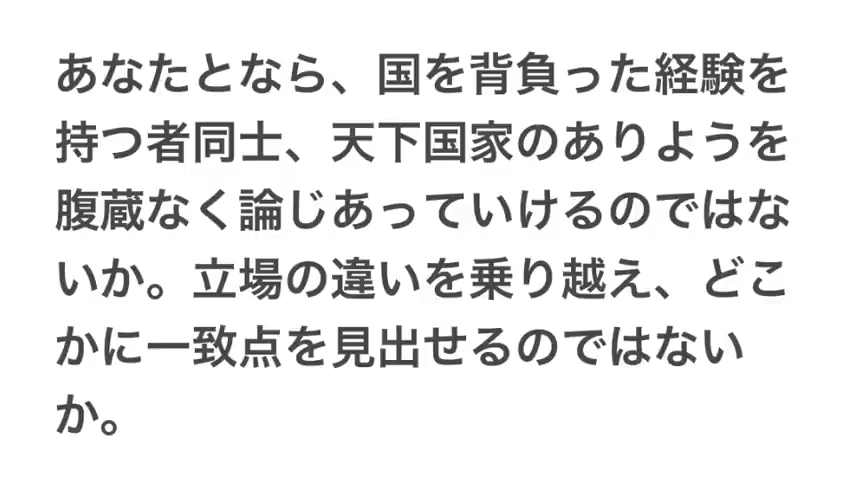 あなたとなら、国を背負った経験を
持つ者同士、天下国家のありようを
腹蔵なく論じあっていけるのではな
いか。立場の違いを乗り越え、どこ
かに一致点を見出せるのではない
か。